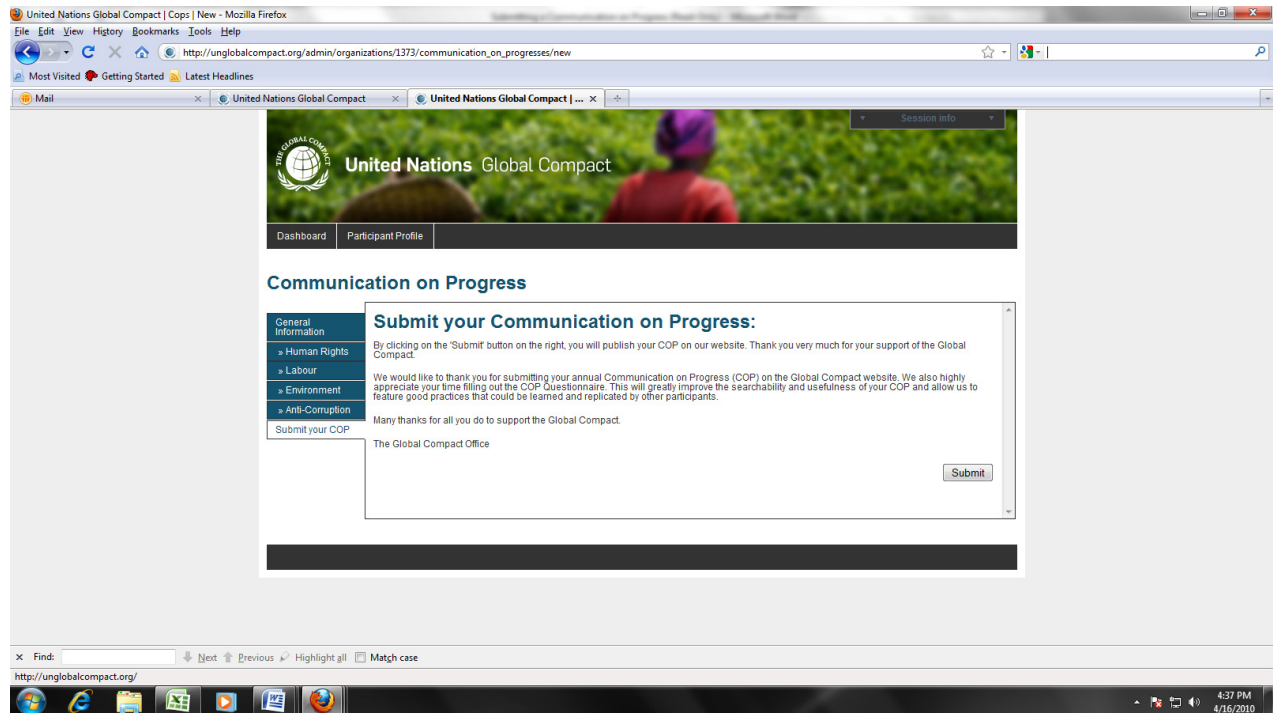 United Nations Global Compact | Cops | New - Mozilla Firefox
File Edit View History Bookmarks Tools Help
http://unglobalcompact.org/admin/organizations/1373/communication_on_progresses/new
Most Visited Getting Started Latest Headlines
Mail United Nations Global Compact United Nations Global Compact | ...
Session info
THE GLOBAL COMPACT
United Nations Global Compact
Dashboard Participant Profile
Communication on Progress
General Information
» Human Rights
» Labour
» Environment
» Anti-Corruption
Submit your COP
Submit your Communication on Progress:
By clicking on the 'Submit' button on the right, you will publish your COP on our website. Thank you very much for your support of the Global
Compact.
We would like to thank you for submitting your annual Communication on Progress (COP) on the Global Compact website. We also highly
appreciate your time filling out the COP Questionnaire. This will greatly improve the searchability and usefulness of your COP and allow us to
feature good practices that could be learned and replicated by other participants.
Many thanks for all you do to support the Global Compact.
The Global Compact Office
Submit
Find: Next Previous Highlight all Match case
http://unglobalcompact.org/
4:37 PM
4/16/2010